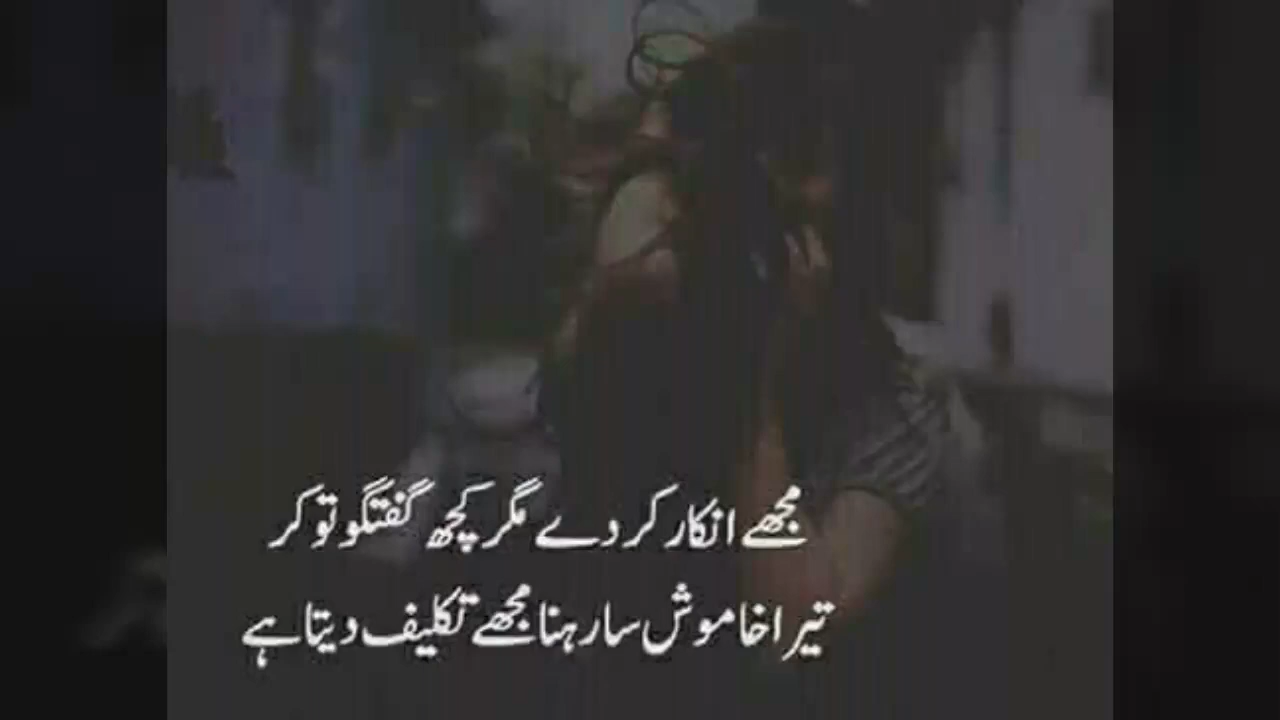 مجھے انکار کر دے مگر کچھ گفتگو تو کر
تیرا خاموش سا رہنا مجھے تکلیف دیتا ہے